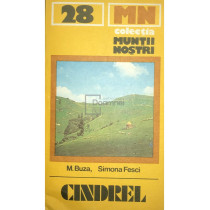 28 MN
colecția
MUNȚII
NOȘTRI
M. Buza, Simona Fesci
CINDREL